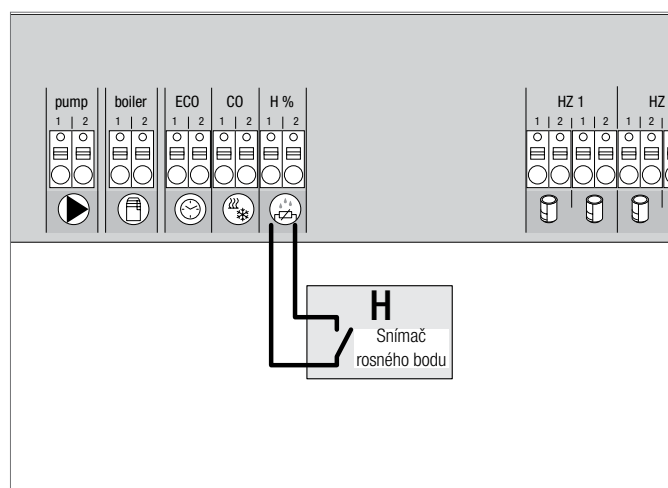 pump boiler ECO CO H % HZ 1 HZ
1 2 1 2 1 2 1 2 1 2 1 2 1 2 1 2
H
Snímač
rosného bodu